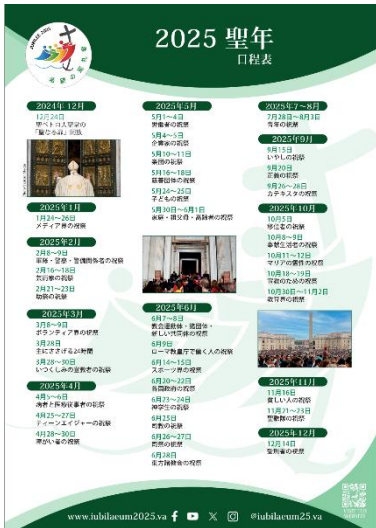 2025 聖年
日程表
2024年 12月
12月24日
聖ペトロ大聖堂の
「聖なる扉」開放
2025年1月
1月24～26日
メディア界の祝祭
2025年2月
2月8～9日
軍隊・警察・警備関係者の祝祭
2月16～18日
芸術家の祝祭
2月21～23日
助祭の祝祭
2025年3月
3月8～9日
ボランティア界の祝祭
3月28日
主にささげる24時間
3月28～30日
いつくしみの宣教者の祝祭
2025年4月
4月5～6日
病者と医療従事者の祝祭
4月25～27日
ティーンエイジャーの祝祭
4月28～30日
障がい者の祝祭
2025年5月
5月1～4日
労働者の祝祭
5月4～5日
企業家の祝祭
5月10～11日
楽団の祝祭
5月16～18日
信心会の祝祭
5月24～25日
子どもの祝祭
5月30日～6月1日
家庭・祖父母・高齢者の祝祭
2025年6月
6月7～8日
教会運動体・諸団体・
新しい共同体の祝祭
6月9日
ローマ教皇庁で働く人の祝祭
6月14～15日
スポーツ界の祝祭
6月20～22日
各国政府の祝祭
6月23～24日
神学生の祝祭
6月25日
司教の祝祭
6月26～27日
司祭の祝祭
6月28日
東方諸教会の祝祭
2025年7～8月
7月28日～8月3日
青年の祝祭
2025年9月
9月15日
いやしの祝祭
9月20日
正義の祝祭
9月26～28日
カテキスタの祝祭
2025年10月
10月5日
移住者の祝祭
10月8～9日
奉献生活者の祝祭
10月11～12日
マリアの霊性の祝祭
10月18～19日
宣教のための祝祭
10月30日～11月2日
教育界の祝祭
2025年11月
11月16日
貧しい人の祝祭
11月21～23日
聖歌隊の祝祭
2025年12月
12月14日
受刑者の祝祭
www.iubilaeum2025.va
@iubilaeum25.va